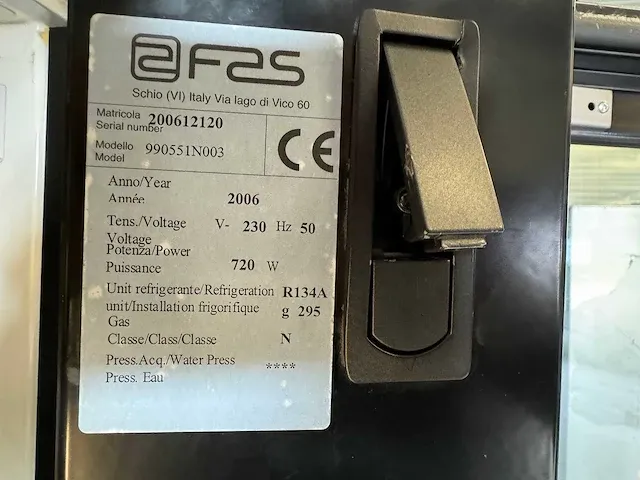 FAS
Schio (VI) Italy Via lago di Vico 60
Matricola 200612120
Serial number
Modello 990551N003
Model
CE
Anno/Year
Année 2006
Tens./Voltage V- 230 Hz 50
Voltage
Potenza/Power
Puissance 720 W
Unit refrigerante/Refrigeration R134A
unit/Installation frigorifique g 295
Gas
Classe/Class/Classe N
Press.Acq./Water Press ****
Press. Eau